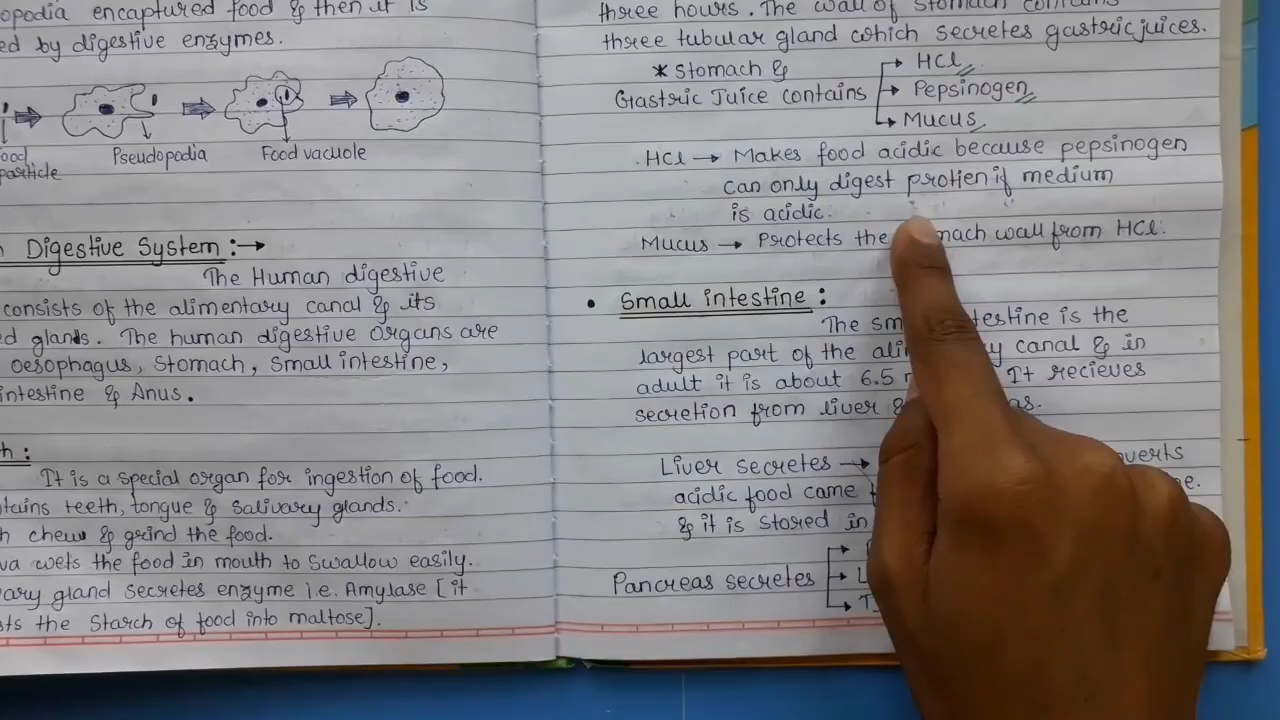 opodia encaptured food & then it is
ed by digestive enzymes.
Pseudopodia
Food vacuole
particle
Digestive System :→
The Human digestive
consists of the alimentary canal & its
ed glands. The human digestive organs are
oesophagus, Stomach, Small intestine,
intestine & Anus.
h :
It is a special organ for ingestion of food.
tains teeth, tongue & salivary glands.
h chew & grind the food.
va wets the food in mouth to swallow easily.
ary gland secretes enzyme i.e. Amylase [it
sts the starch of food into maltose].
three hours. The wall of stomach contains
three tubular gland which secretes gastric juices.
* Stomach &
Gastric Juice contains
→ HCl
→ Pepsinogen
→ Mucus
HCl → Makes food acidic because pepsinogen
can only digest protien if medium
is acidic.
Mucus → Protects the mach wall from HCl.
• Small intestine :
The sm testine is the
largest part of the ali y canal & in
adult it is about 6.5 It recieves
secretion from liver & as.
Liver secretes → verts
acidic food came
& it is stored in
Pancreas secretes